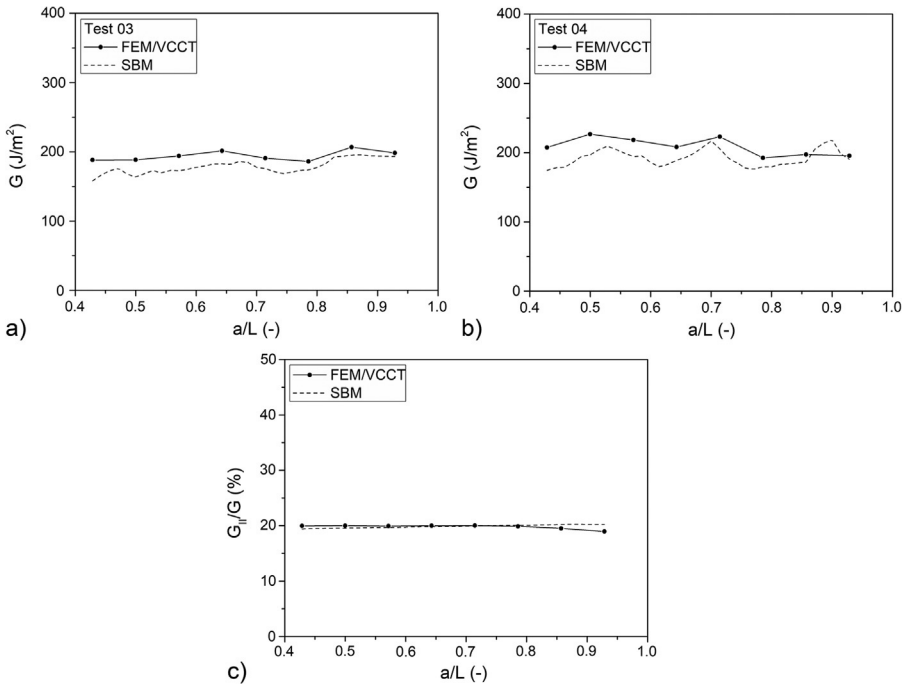 Test 03
FEM/VCCT
SBM
400
300
200
100
0
G (J/m²)
0.4 0.5 0.6 0.7 0.8 0.9 1.0
a/L (-)
a)
Test 04
FEM/VCCT
SBM
400
300
200
100
0
G (J/m²)
0.4 0.5 0.6 0.7 0.8 0.9 1.0
a/L (-)
b)
FEM/VCCT
SBM
50
40
30
20
10
0
G_II/G (%)
0.4 0.5 0.6 0.7 0.8 0.9 1.0
a/L (-)
c)